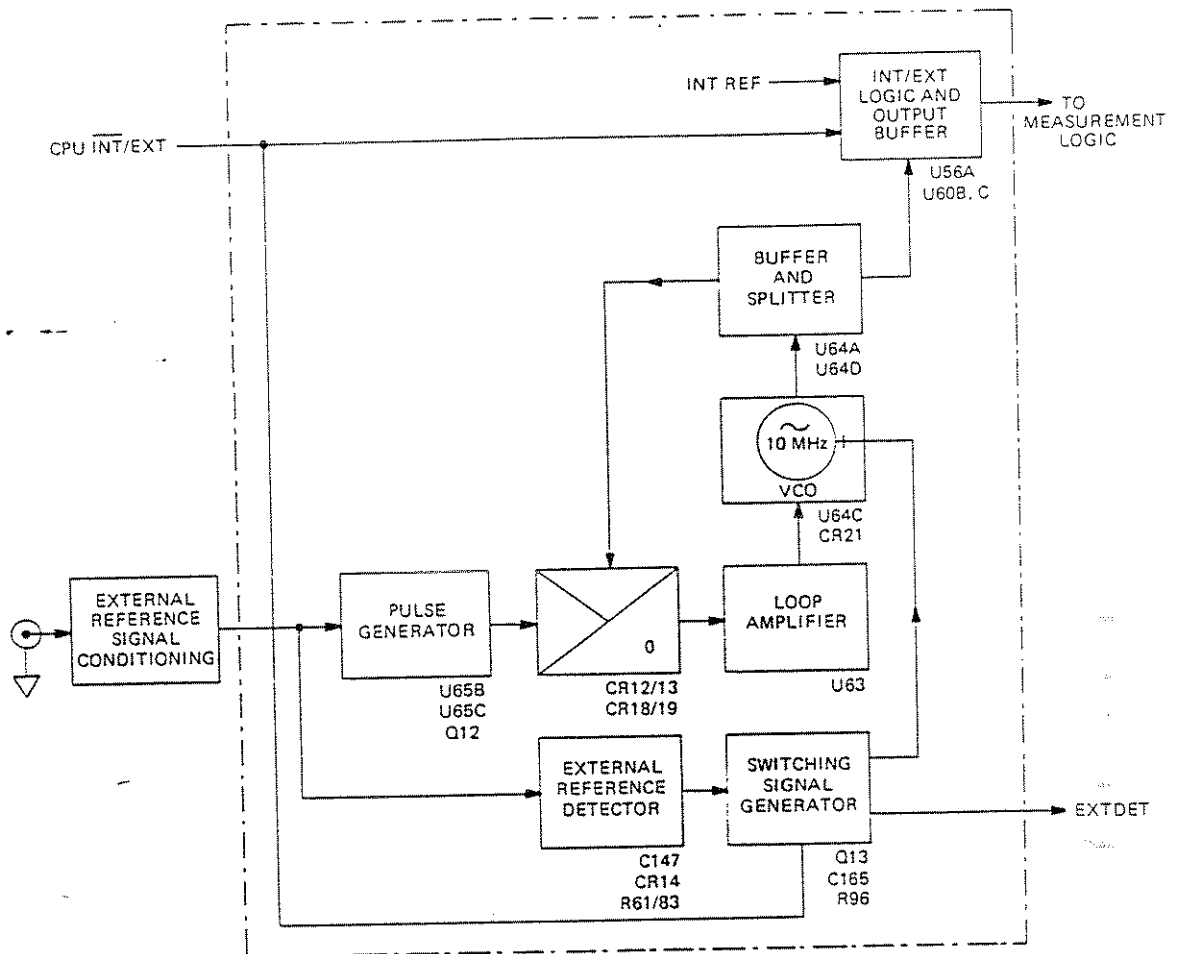 INT REF
INT/EXT
LOGIC AND
OUTPUT
BUFFER
TO
MEASUREMENT
LOGIC
CPU I̅N̅T̅/EXT
U56A
U60B, C
BUFFER
AND
SPLITTER
U64A
U64D
10 MHz
VCO
U64C
CR21
EXTERNAL
REFERENCE
SIGNAL
CONDITIONING
PULSE
GENERATOR
U65B
U65C
Q12
0
CR12/13
CR18/19
LOOP
AMPLIFIER
U63
EXTERNAL
REFERENCE
DETECTOR
C147
CR14
R61/83
SWITCHING
SIGNAL
GENERATOR
Q13
C165
R96
EXTDET